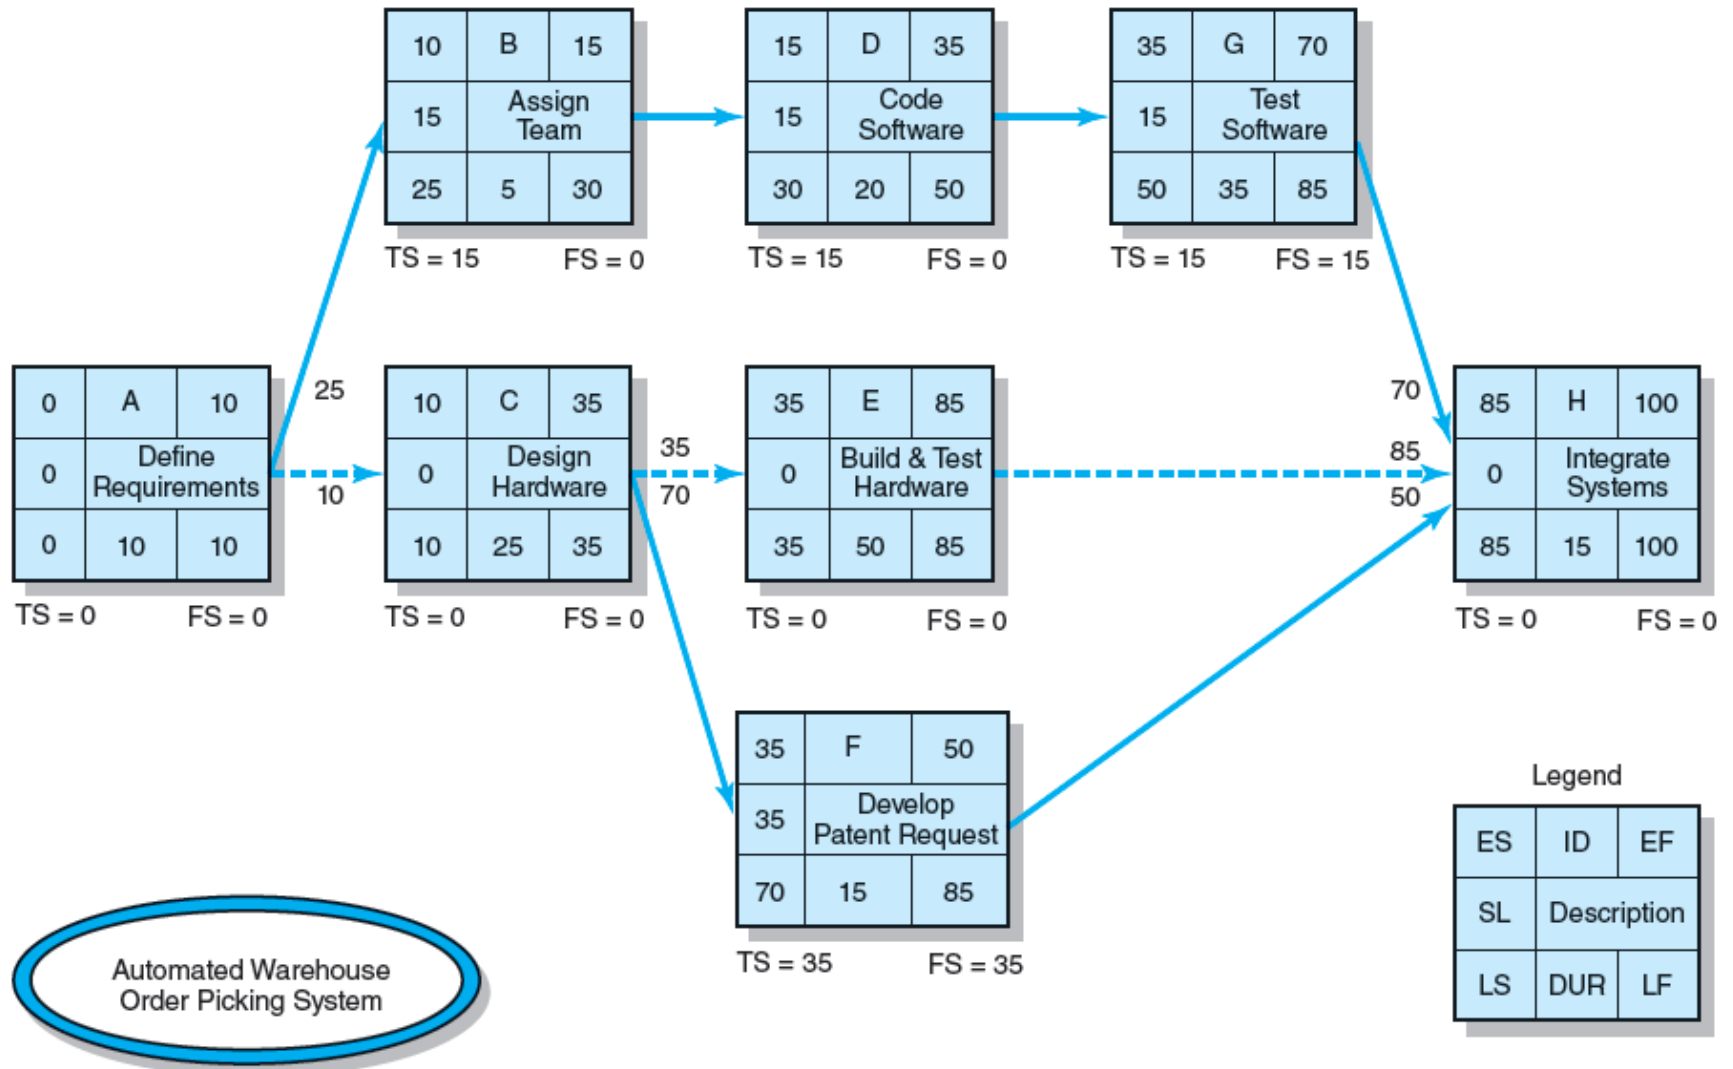 10 B 15
15 Assign
Team
25 5 30
TS = 15 FS = 0
15 D 35
15 Code
Software
30 20 50
TS = 15 FS = 0
35 G 70
15 Test
Software
50 35 85
TS = 15 FS = 15
0 A 10
0 Define
Requirements
0 10 10
TS = 0 FS = 0
25
10
10 C 35
0 Design
Hardware
10 25 35
TS = 0 FS = 0
35
70
35 E 85
0 Build & Test
Hardware
35 50 85
TS = 0 FS = 0
70
85
50
85 H 100
0 Integrate
Systems
85 15 100
TS = 0 FS = 0
35 F 50
35 Develop
Patent Request
70 15 85
TS = 35 FS = 35
Automated Warehouse
Order Picking System
Legend
ES ID EF
SL Description
LS DUR LF